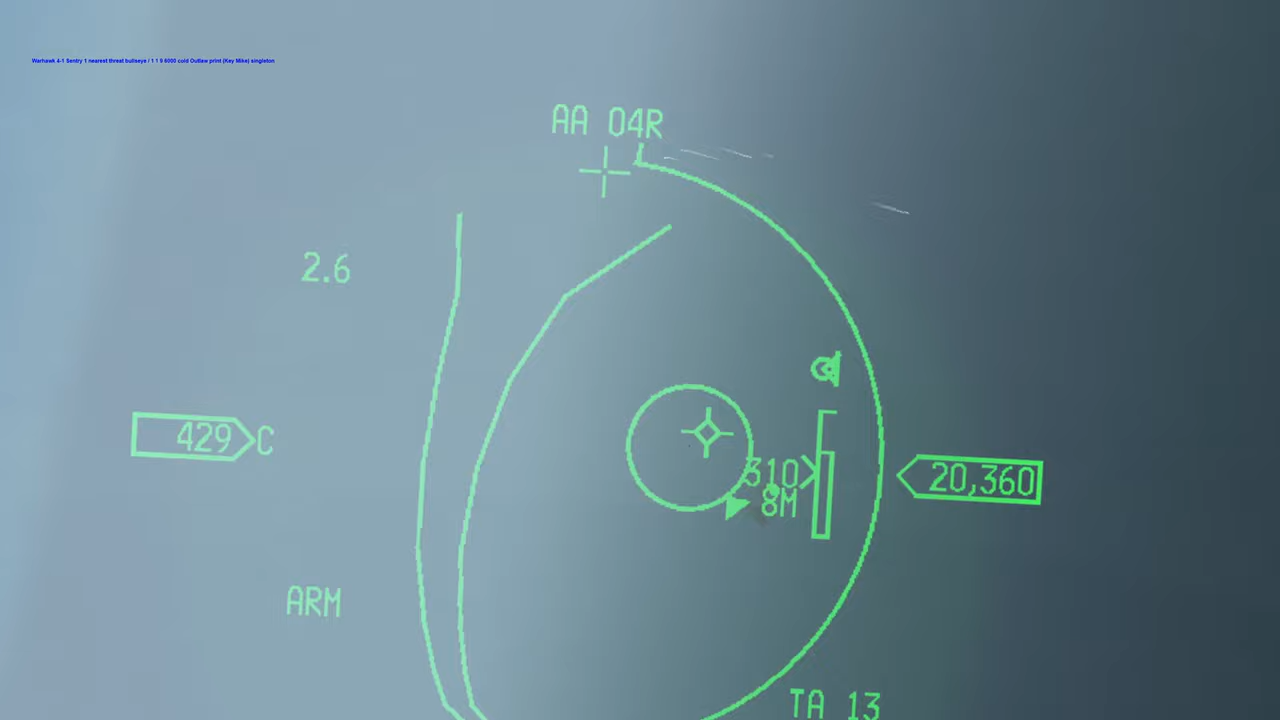 Warhawk 4-1 Sentry 1 nearest threat bullseye / 1 1 9 6000 cold Outlaw print (Key Mike) singleton
AA 04R
2.6
429 C
310
8M
20,360
ARM
TA 13